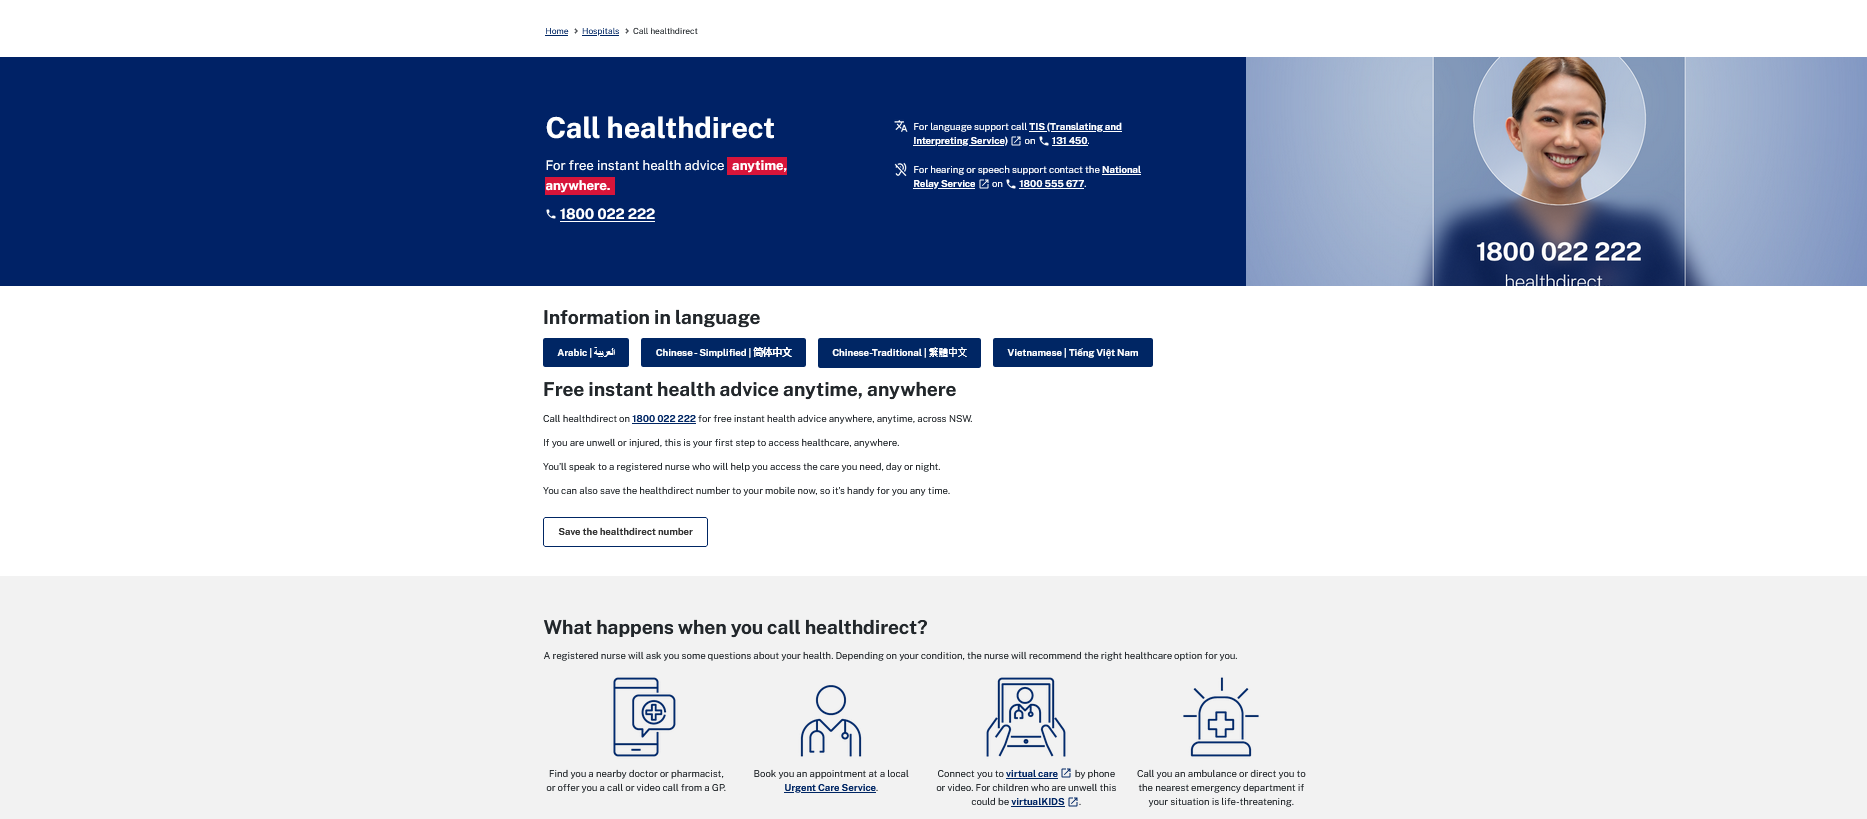 Home > Hospitals > Call healthdirect
Call healthdirect
For free instant health advice anytime,
anywhere.
1800 022 222
For language support call TIS (Translating and
Interpreting Service) on 131 450.
For hearing or speech support contact the National
Relay Service on 1800 555 677.
1800 022 222
healthdirect
Information in language
Arabic | العربية
Chinese - Simplified | 简体中文
Chinese-Traditional | 繁體中文
Vietnamese | Tiếng Việt Nam
Free instant health advice anytime, anywhere
Call healthdirect on 1800 022 222 for free instant health advice anywhere, anytime, across NSW.
If you are unwell or injured, this is your first step to access healthcare, anywhere.
You'll speak to a registered nurse who will help you access the care you need, day or night.
You can also save the healthdirect number to your mobile now, so it's handy for you any time.
Save the healthdirect number
What happens when you call healthdirect?
A registered nurse will ask you some questions about your health. Depending on your condition, the nurse will recommend the right healthcare option for you.
Find you a nearby doctor or pharmacist,
or offer you a call or video call from a GP.
Book you an appointment at a local
Urgent Care Service.
Connect you to virtual care by phone
or video. For children who are unwell this
could be virtualKIDS.
Call you an ambulance or direct you to
the nearest emergency department if
your situation is life-threatening.